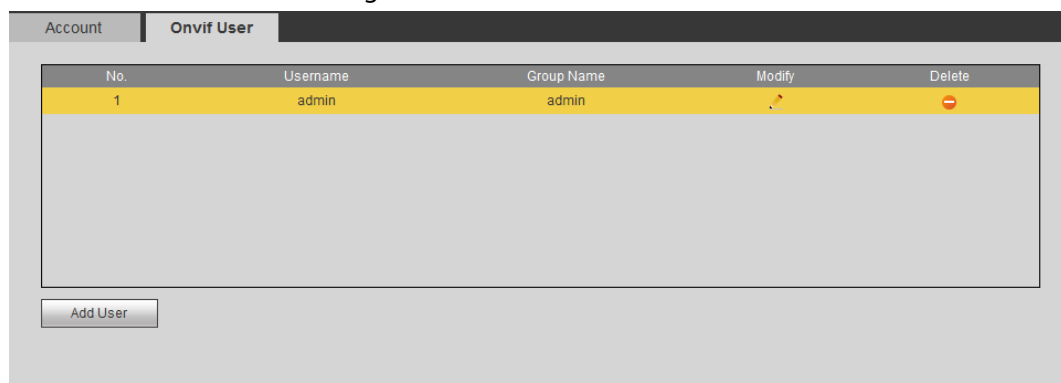 Account Onvif User
No. Username Group Name Modify Delete
1 admin admin
Add User